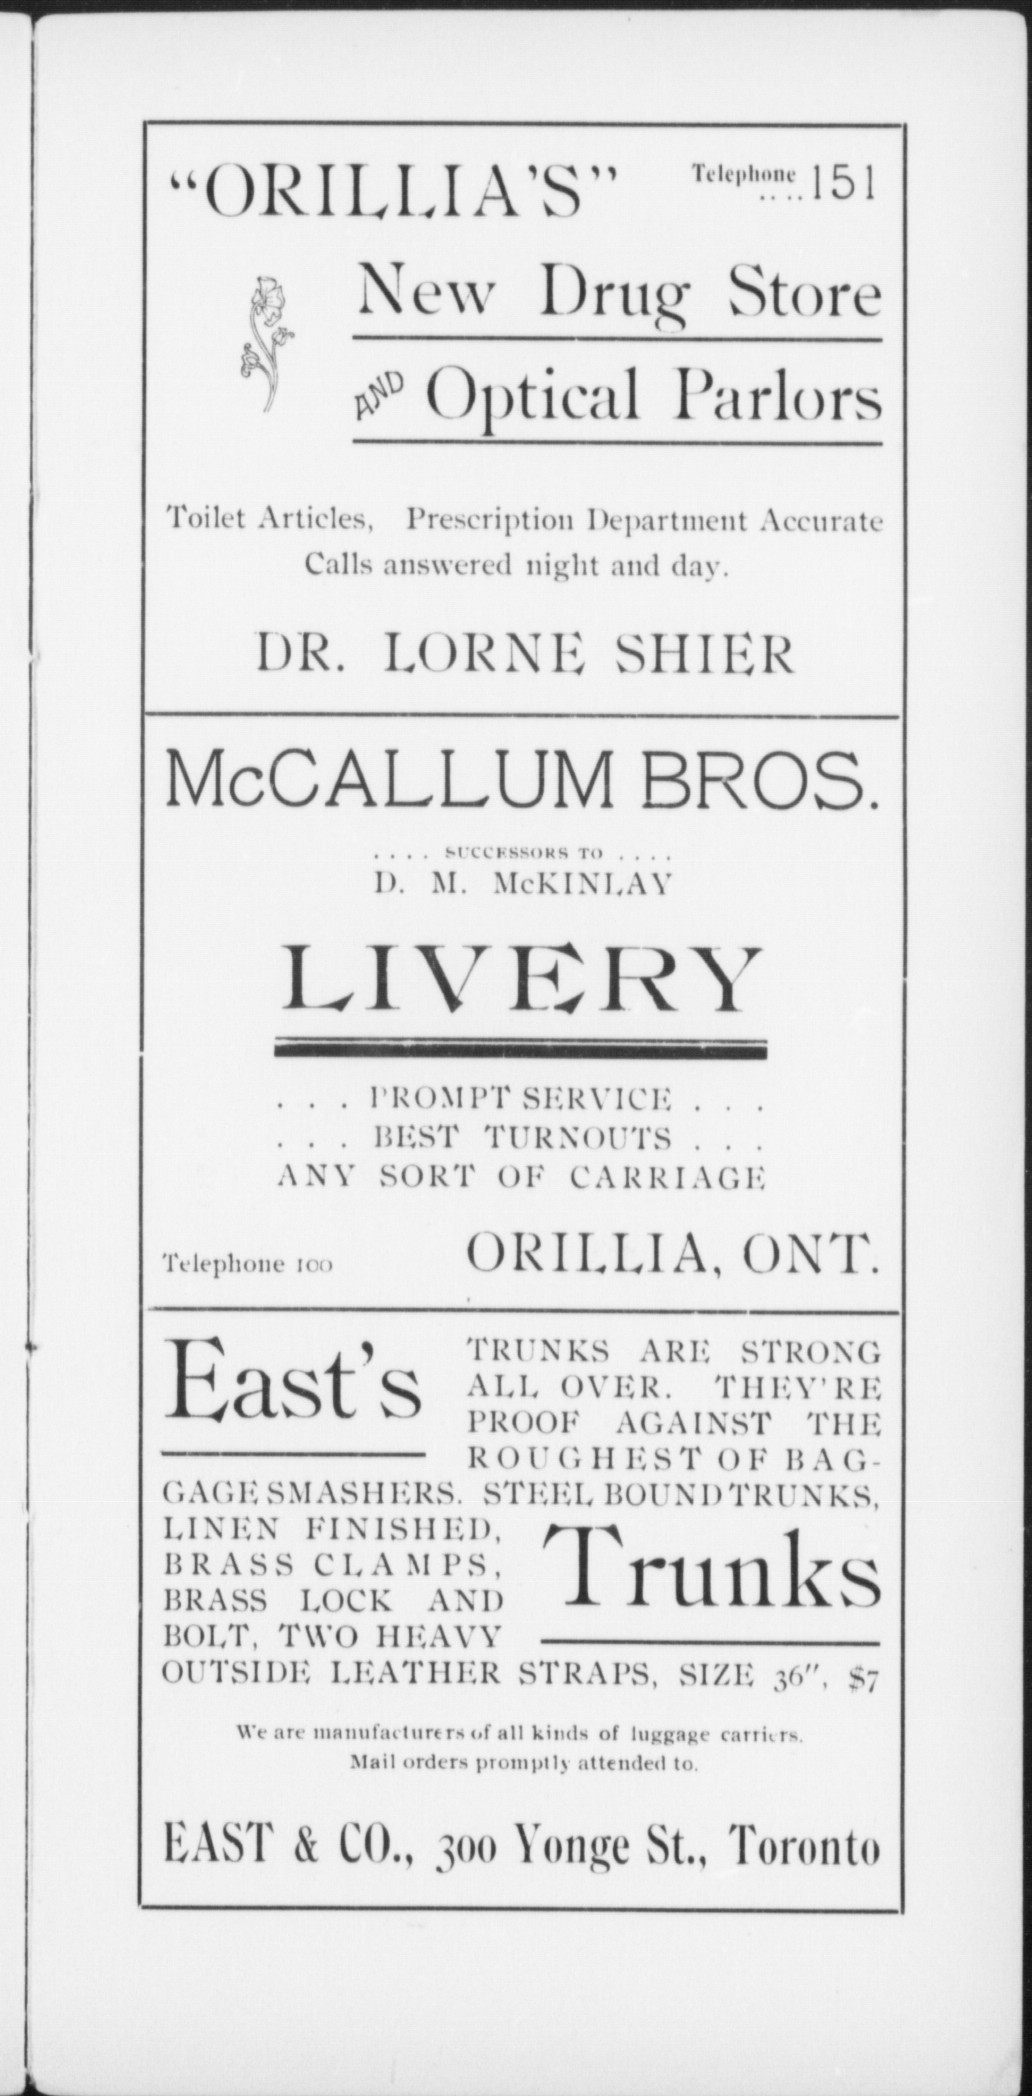 “ORILLIA'S” Telephone .. .. 151
New Drug Store
AND Optical Parlors
Toilet Articles, Prescription Department Accurate
Calls answered night and day.
DR. LORNE SHIER
McCALLUM BROS.
. . . . SUCCESSORS TO . . . .
D. M. McKINLAY
LIVERY
. . . PROMPT SERVICE . . .
. . . BEST TURNOUTS . . .
ANY SORT OF CARRIAGE
Telephone 100 ORILLIA, ONT.
East's
TRUNKS ARE STRONG
ALL OVER. THEY'RE
PROOF AGAINST THE
ROUGHEST OF BAG-
GAGE SMASHERS. STEEL BOUND TRUNKS,
LINEN FINISHED,
BRASS CLAMPS,
BRASS LOCK AND
BOLT, TWO HEAVY
Trunks
OUTSIDE LEATHER STRAPS, SIZE 36", $7
We are manufacturers of all kinds of luggage carriers.
Mail orders promptly attended to.
EAST & CO., 300 Yonge St., Toronto